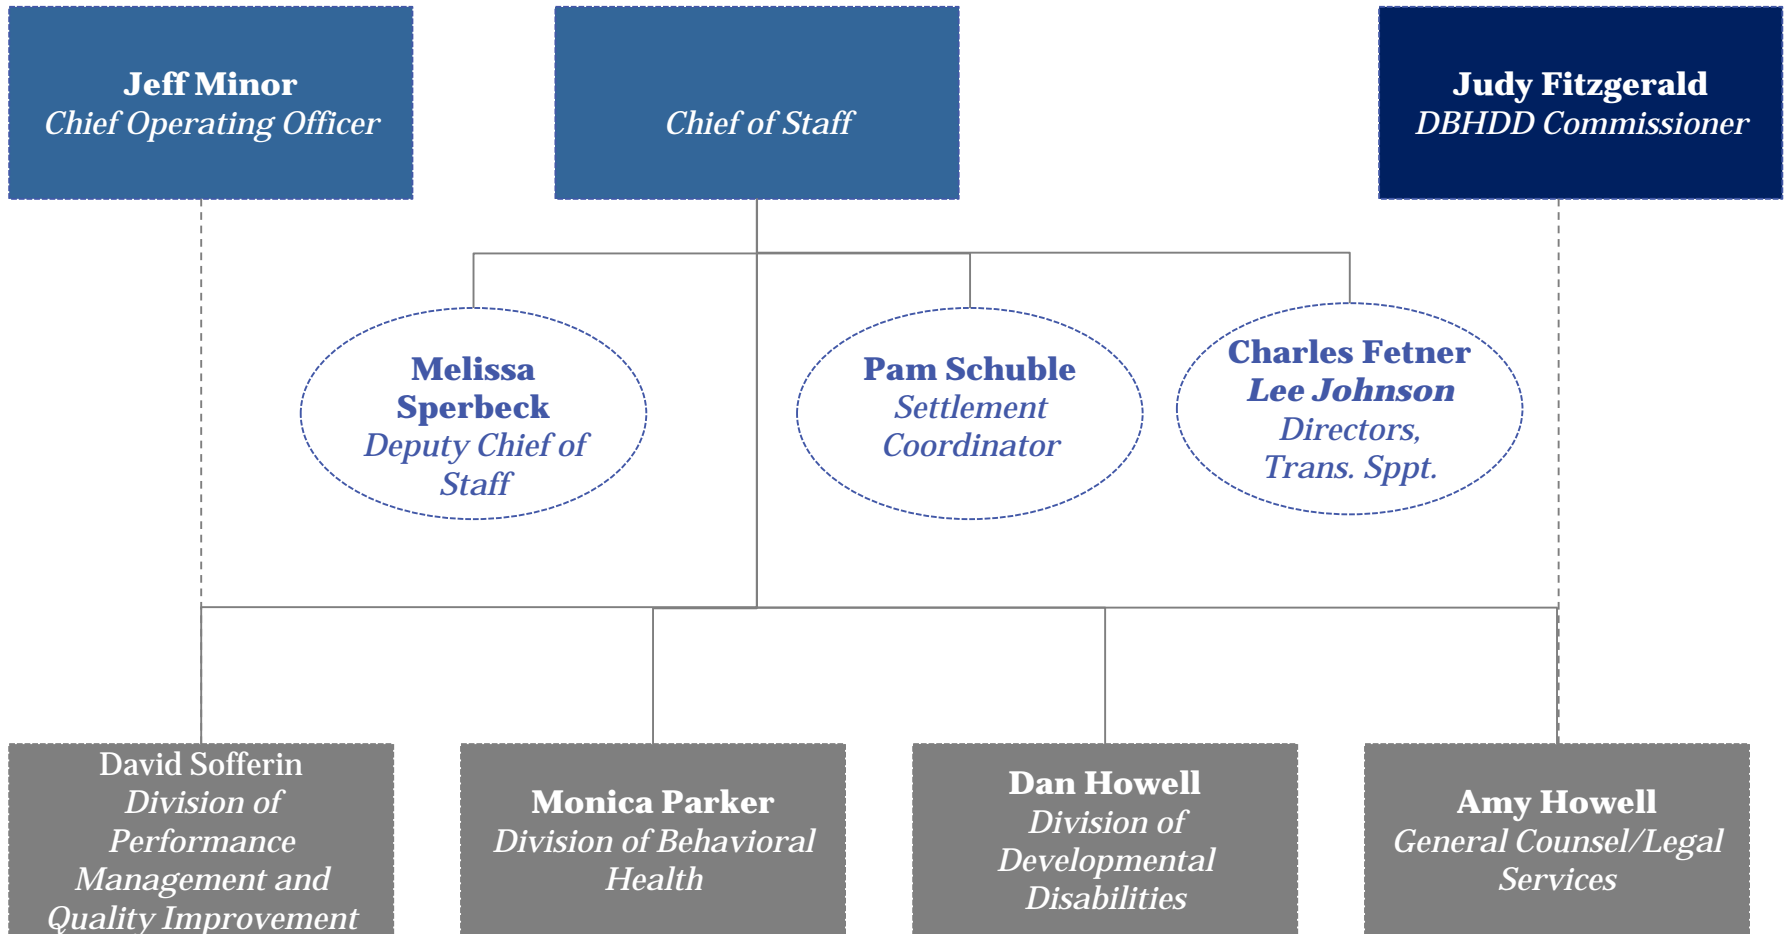 Jeff Minor
Chief Operating Officer
Chief of Staff
Judy Fitzgerald
DBHDD Commissioner
Melissa
Sperbeck
Deputy Chief of
Staff
Pam Schuble
Settlement
Coordinator
Charles Fetner
Lee Johnson
Directors,
Trans. Sppt.
David Sofferin
Division of
Performance
Management and
Quality Improvement
Monica Parker
Division of Behavioral
Health
Dan Howell
Division of
Developmental
Disabilities
Amy Howell
General Counsel/Legal
Services